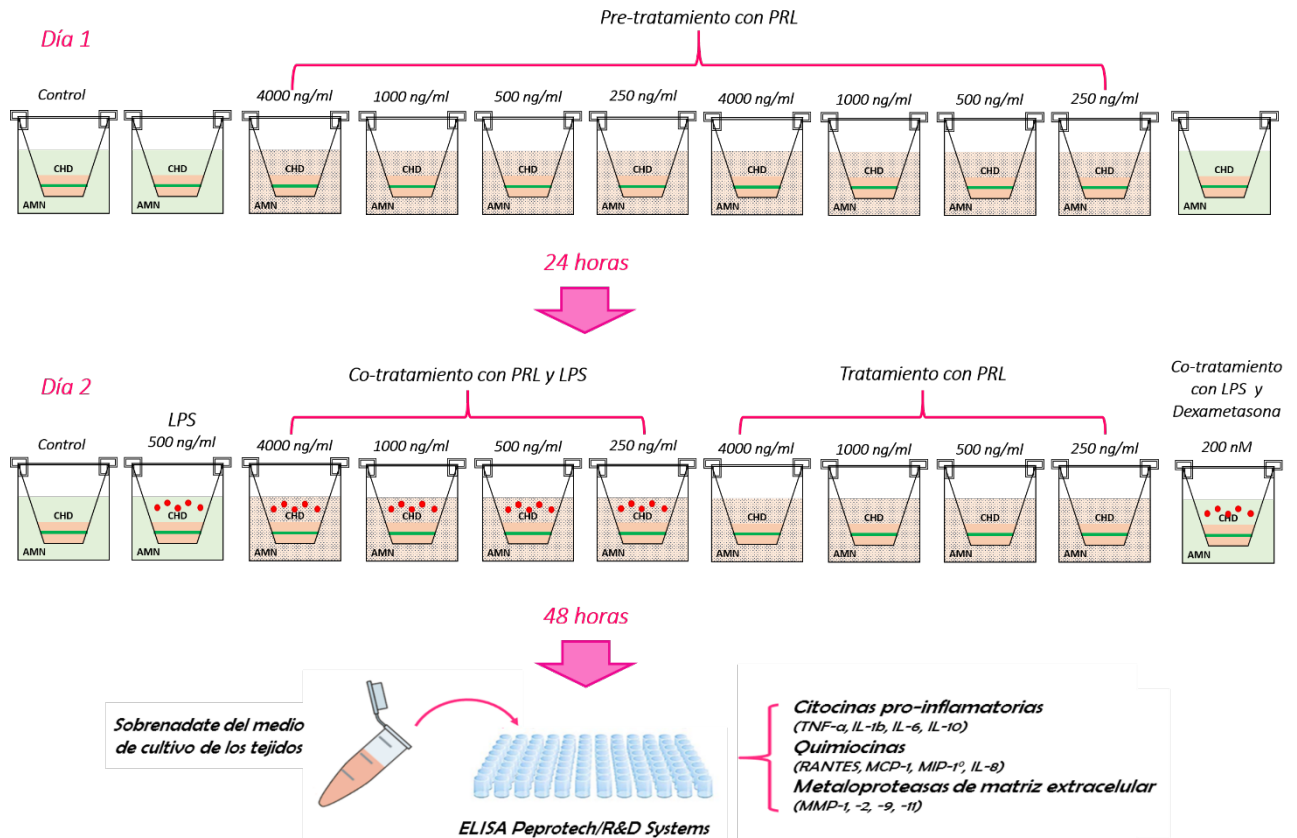 Pre-tratamiento con PRL
Día 1
Control
4000 ng/ml
1000 ng/ml
500 ng/ml
250 ng/ml
4000 ng/ml
1000 ng/ml
500 ng/ml
250 ng/ml
CHD
CHD
CHD
CHD
CHD
CHD
CHD
CHD
CHD
CHD
CHD
AMN
AMN
AMN
AMN
AMN
AMN
AMN
AMN
AMN
AMN
AMN
24 horas
Día 2
Co-tratamiento con PRL y LPS
Tratamiento con PRL
Co-tratamiento
con LPS y
Dexametasona
Control
LPS
500 ng/ml
4000 ng/ml
1000 ng/ml
500 ng/ml
250 ng/ml
4000 ng/ml
1000 ng/ml
500 ng/ml
250 ng/ml
200 nM
CHD
CHD
CHD
CHD
CHD
CHD
CHD
CHD
CHD
CHD
CHD
AMN
AMN
AMN
AMN
AMN
AMN
AMN
AMN
AMN
AMN
AMN
48 horas
Sobrenadate del medio
de cultivo de los tejidos
ELISA Peprotech/R&D Systems
Citocinas pro-inflamatorias
(TNF-α, IL-1b, IL-6, IL-10)
Quimiocinas
(RANTES, MCP-1, MIP-1º, IL-8)
Metaloproteasas de matriz extracelular
(MMP-1, -2, -9, -11)